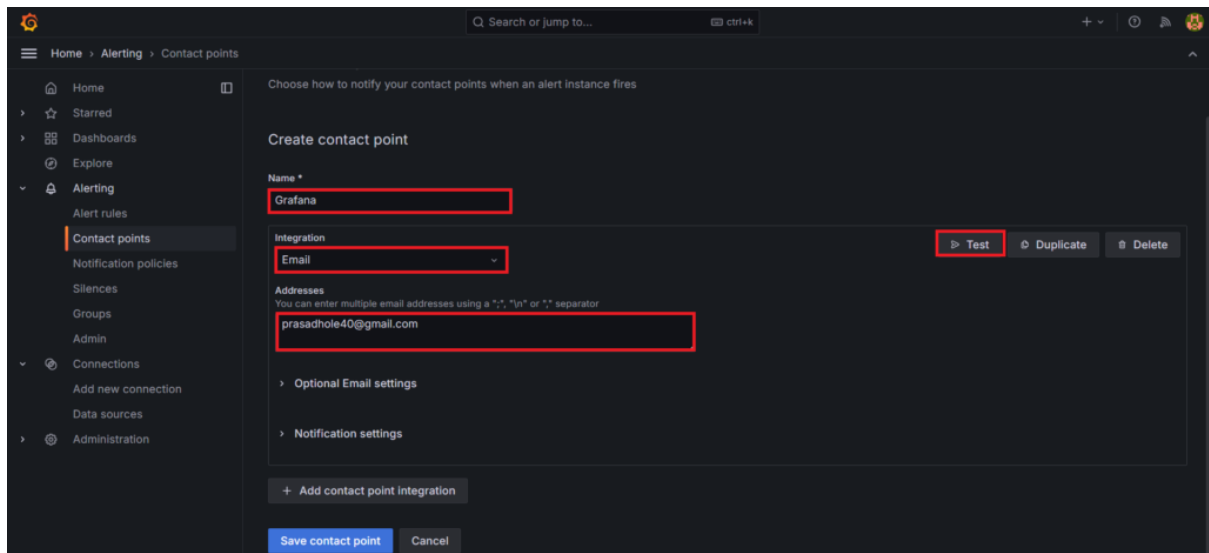 Search or jump to...
ctrl+k
Home › Alerting › Contact points
Home
Starred
Dashboards
Explore
Alerting
Alert rules
Contact points
Notification policies
Silences
Groups
Admin
Connections
Add new connection
Data sources
Administration
Choose how to notify your contact points when an alert instance fires
Create contact point
Name *
Grafana
Integration
Email
Test
Duplicate
Delete
Addresses
You can enter multiple email addresses using a ";", "\n" or "," separator
prasadhole40@gmail.com
Optional Email settings
Notification settings
+ Add contact point integration
Save contact point
Cancel